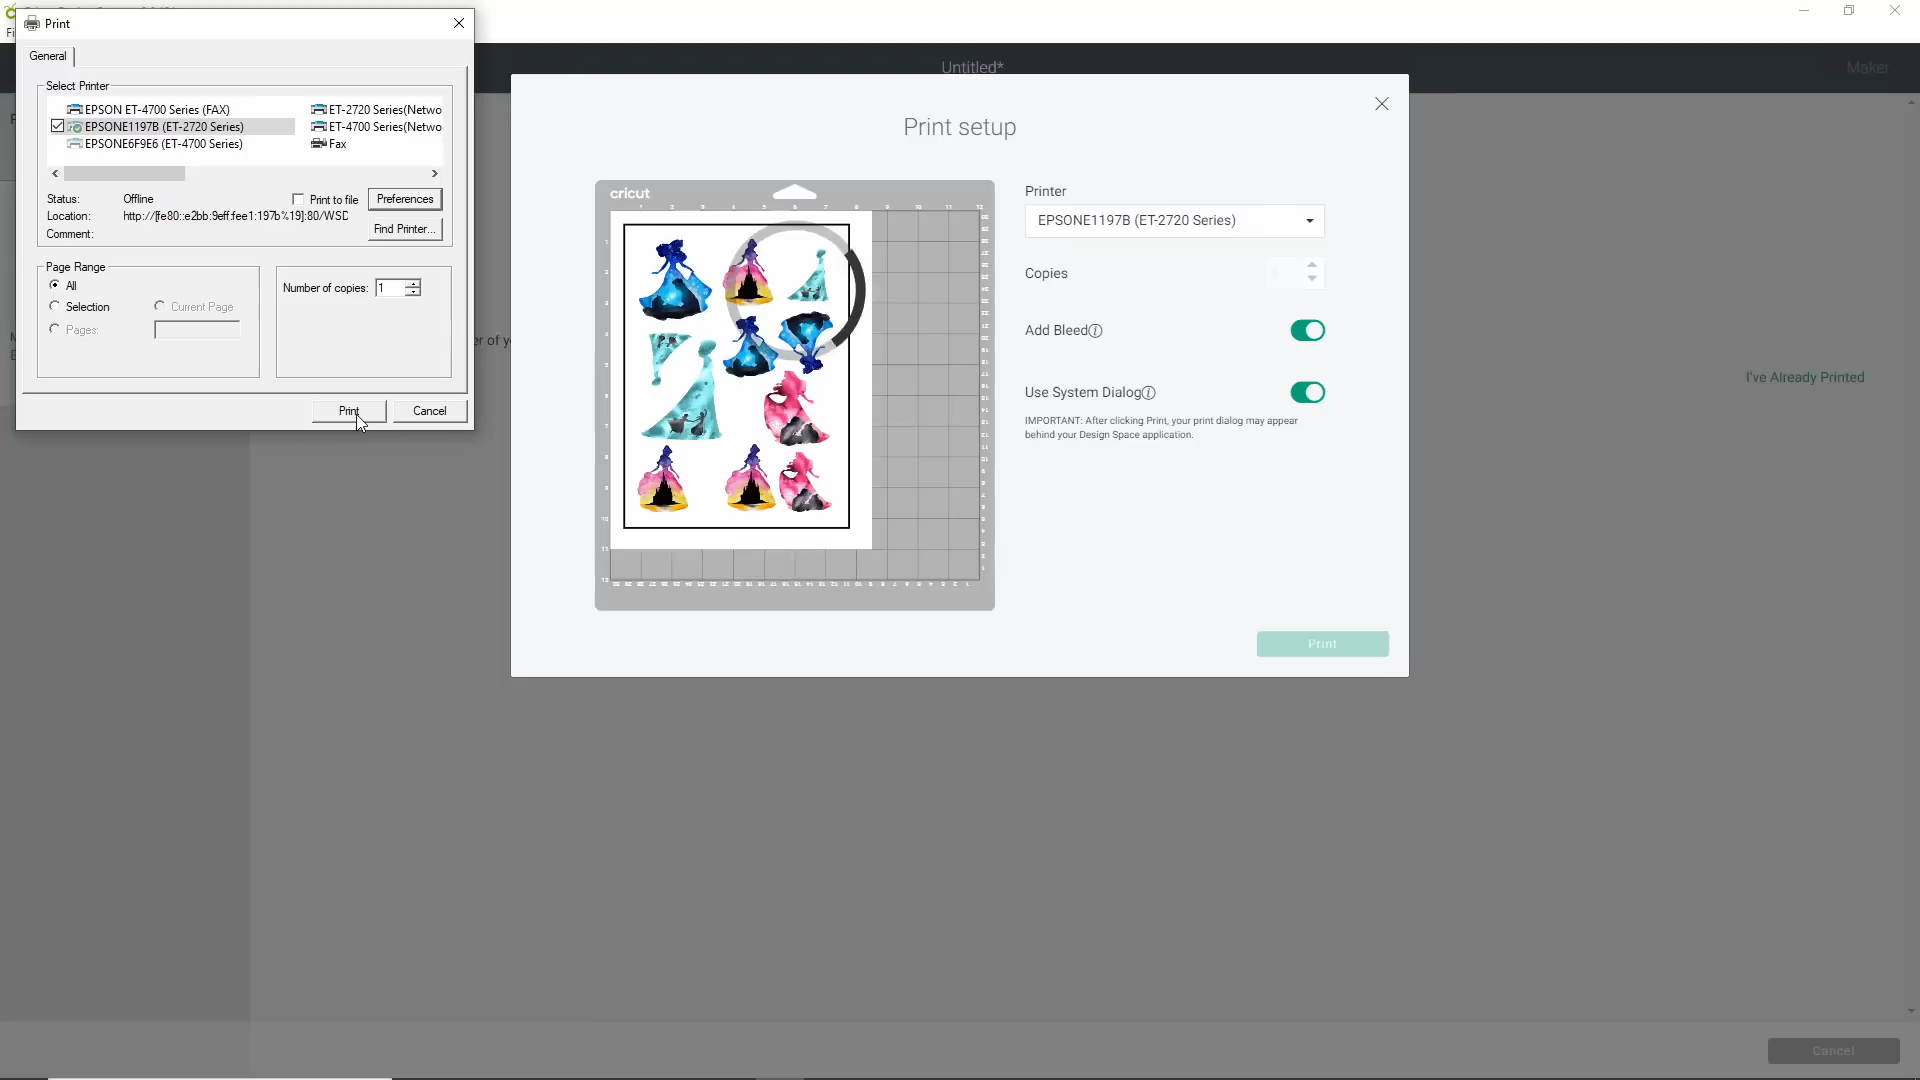 Print
General
Select Printer
EPSON ET-4700 Series (FAX)
EPSONE1197B (ET-2720 Series)
EPSONE6F9E6 (ET-4700 Series)
ET-2720 Series(Netwo
ET-4700 Series(Netwo
Fax
Status: Offline
Print to file
Preferences
Location: http://[fe80::e2bb:9eff:fee1:197b%19]:80/WSD
Comment:
Find Printer...
Page Range
All
Selection
Current Page
Pages:
Number of copies: 1
Print
Cancel
Untitled*
Maker
Print setup
cricut
Printer
EPSONE1197B (ET-2720 Series)
Copies
Add Bleed
Use System Dialog
IMPORTANT: After clicking Print, your print dialog may appear
behind your Design Space application.
Print
er of y
I've Already Printed
Cancel